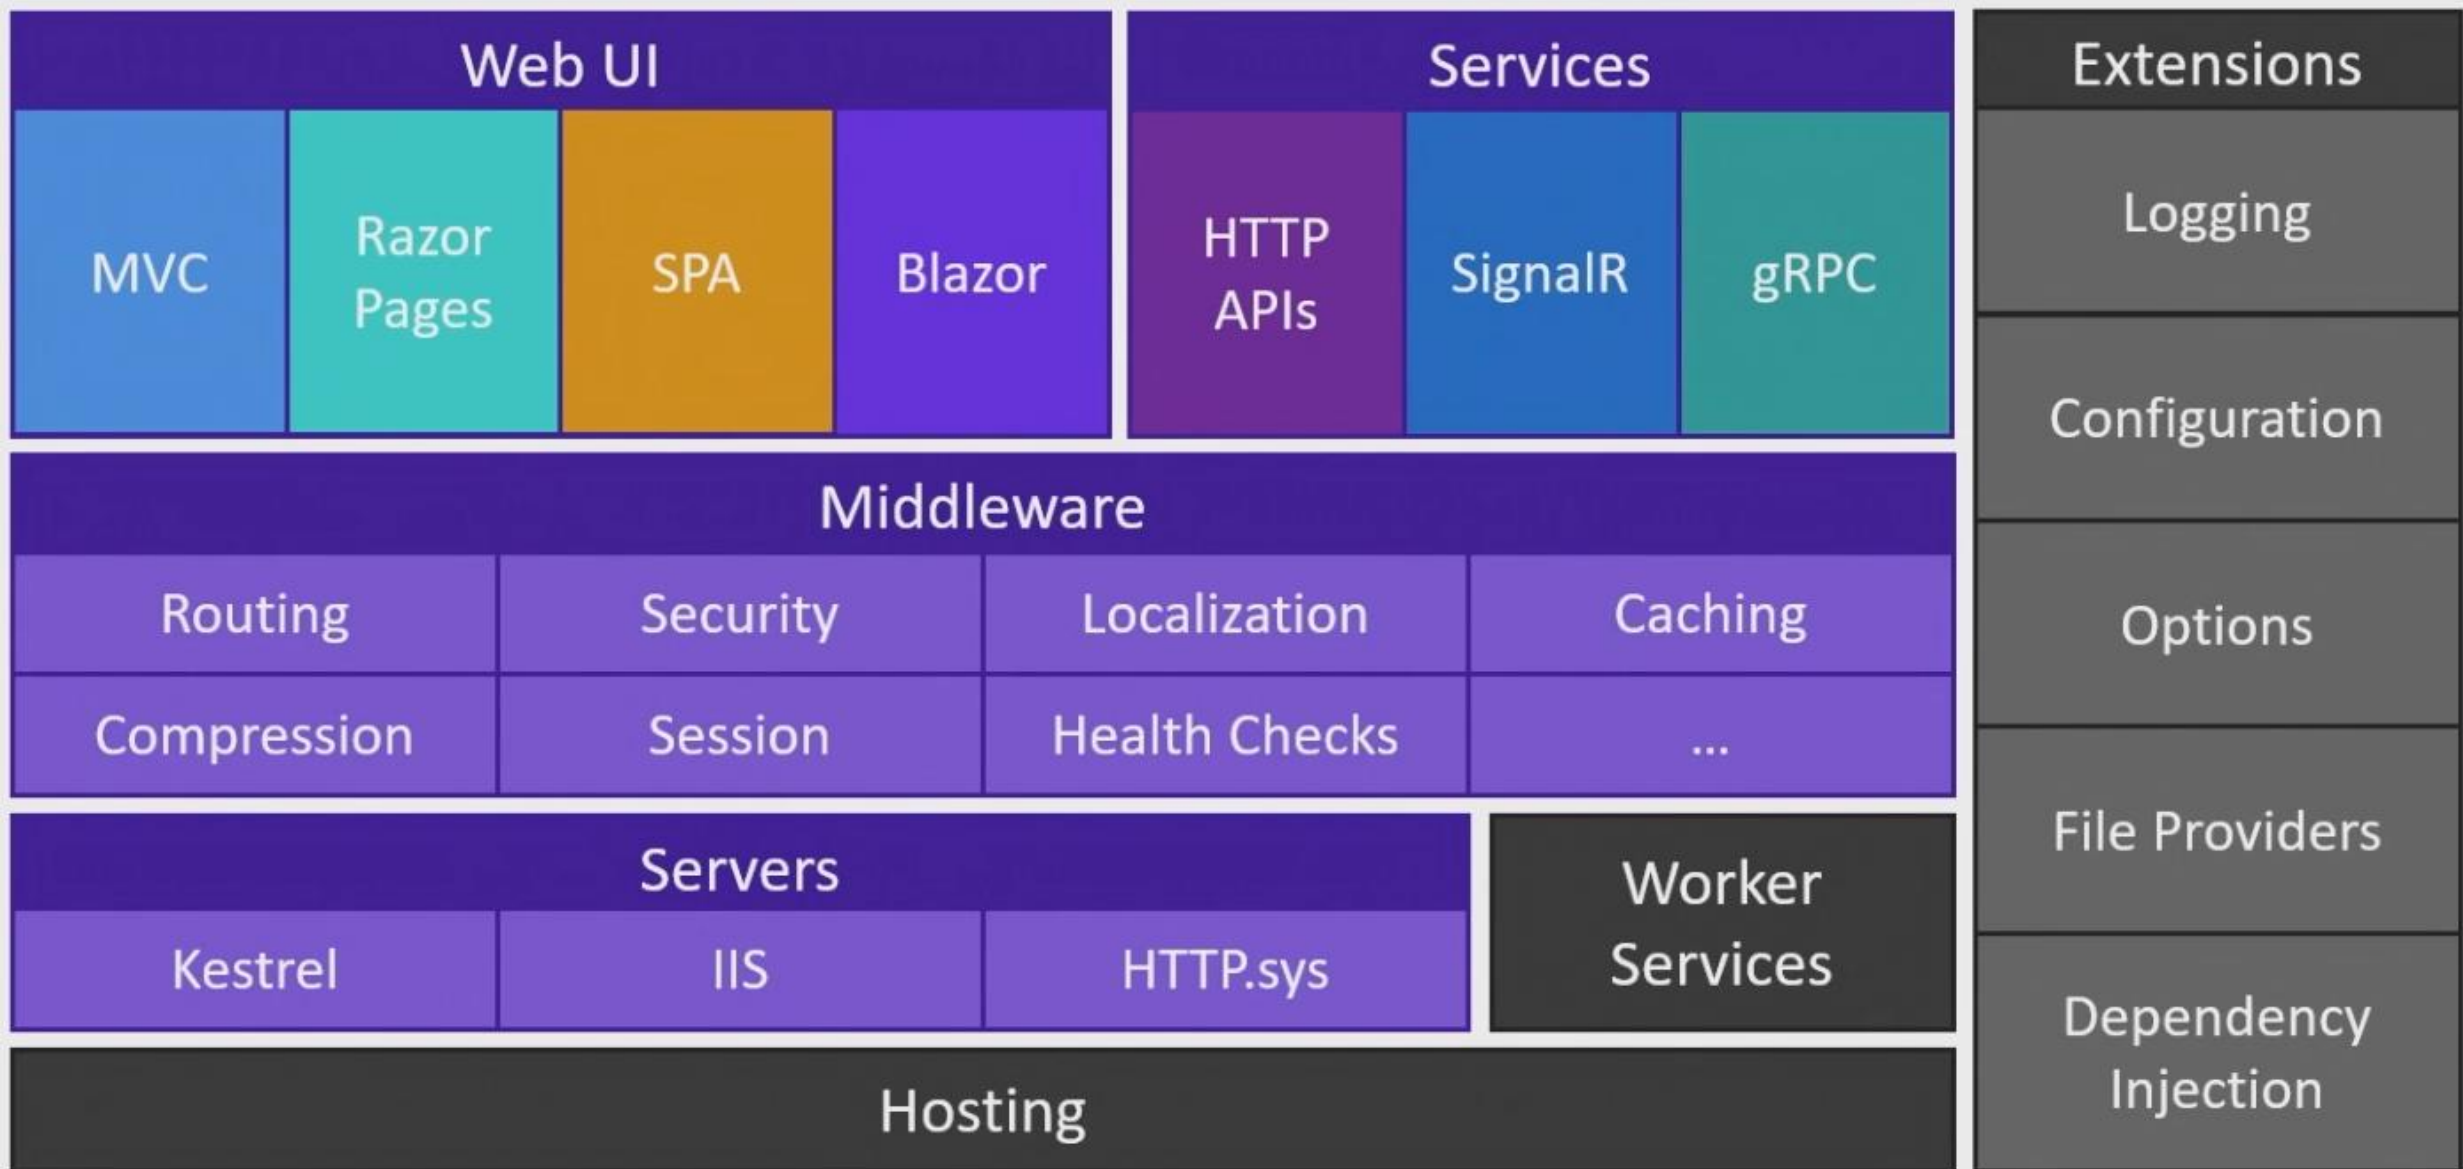 Web UI
MVC
Razor
Pages
SPA
Blazor
Services
HTTP
APIs
SignalR
gRPC
Middleware
Routing
Security
Localization
Caching
Compression
Session
Health Checks
...
Servers
Kestrel
IIS
HTTP.sys
Worker
Services
Hosting
Extensions
Logging
Configuration
Options
File Providers
Dependency
Injection